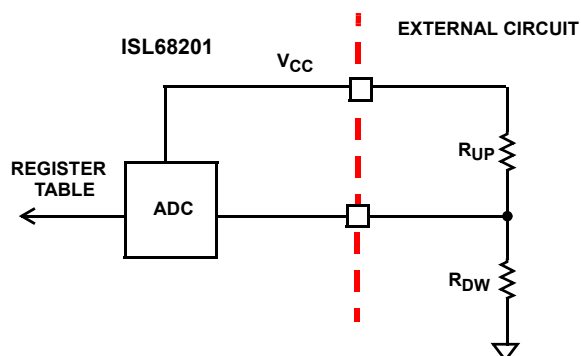 EXTERNAL CIRCUIT
ISL68201
VCC
RUP
REGISTER
TABLE
ADC
RDW